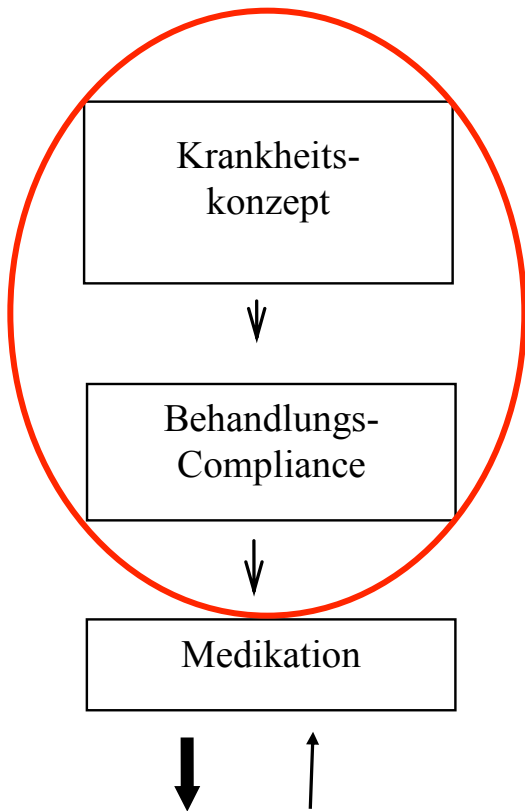 Krankheits-
konzept
Behandlungs-
Compliance
Medikation